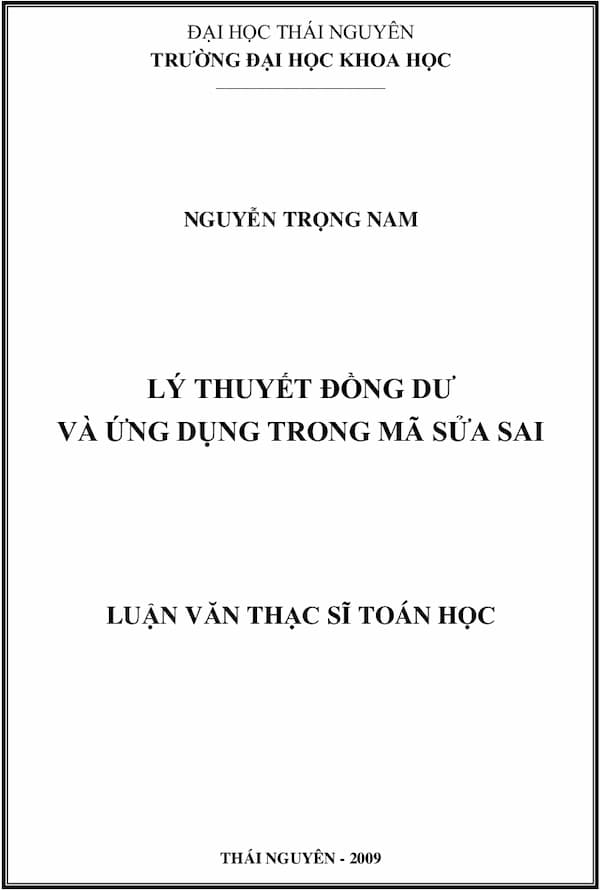 ĐẠI HỌC THÁI NGUYÊN
TRƯỜNG ĐẠI HỌC KHOA HỌC
NGUYỄN TRỌNG NAM
LÝ THUYẾT ĐỒNG DƯ
VÀ ỨNG DỤNG TRONG MÃ SỬA SAI
LUẬN VĂN THẠC SĨ TOÁN HỌC
THÁI NGUYÊN - 2009